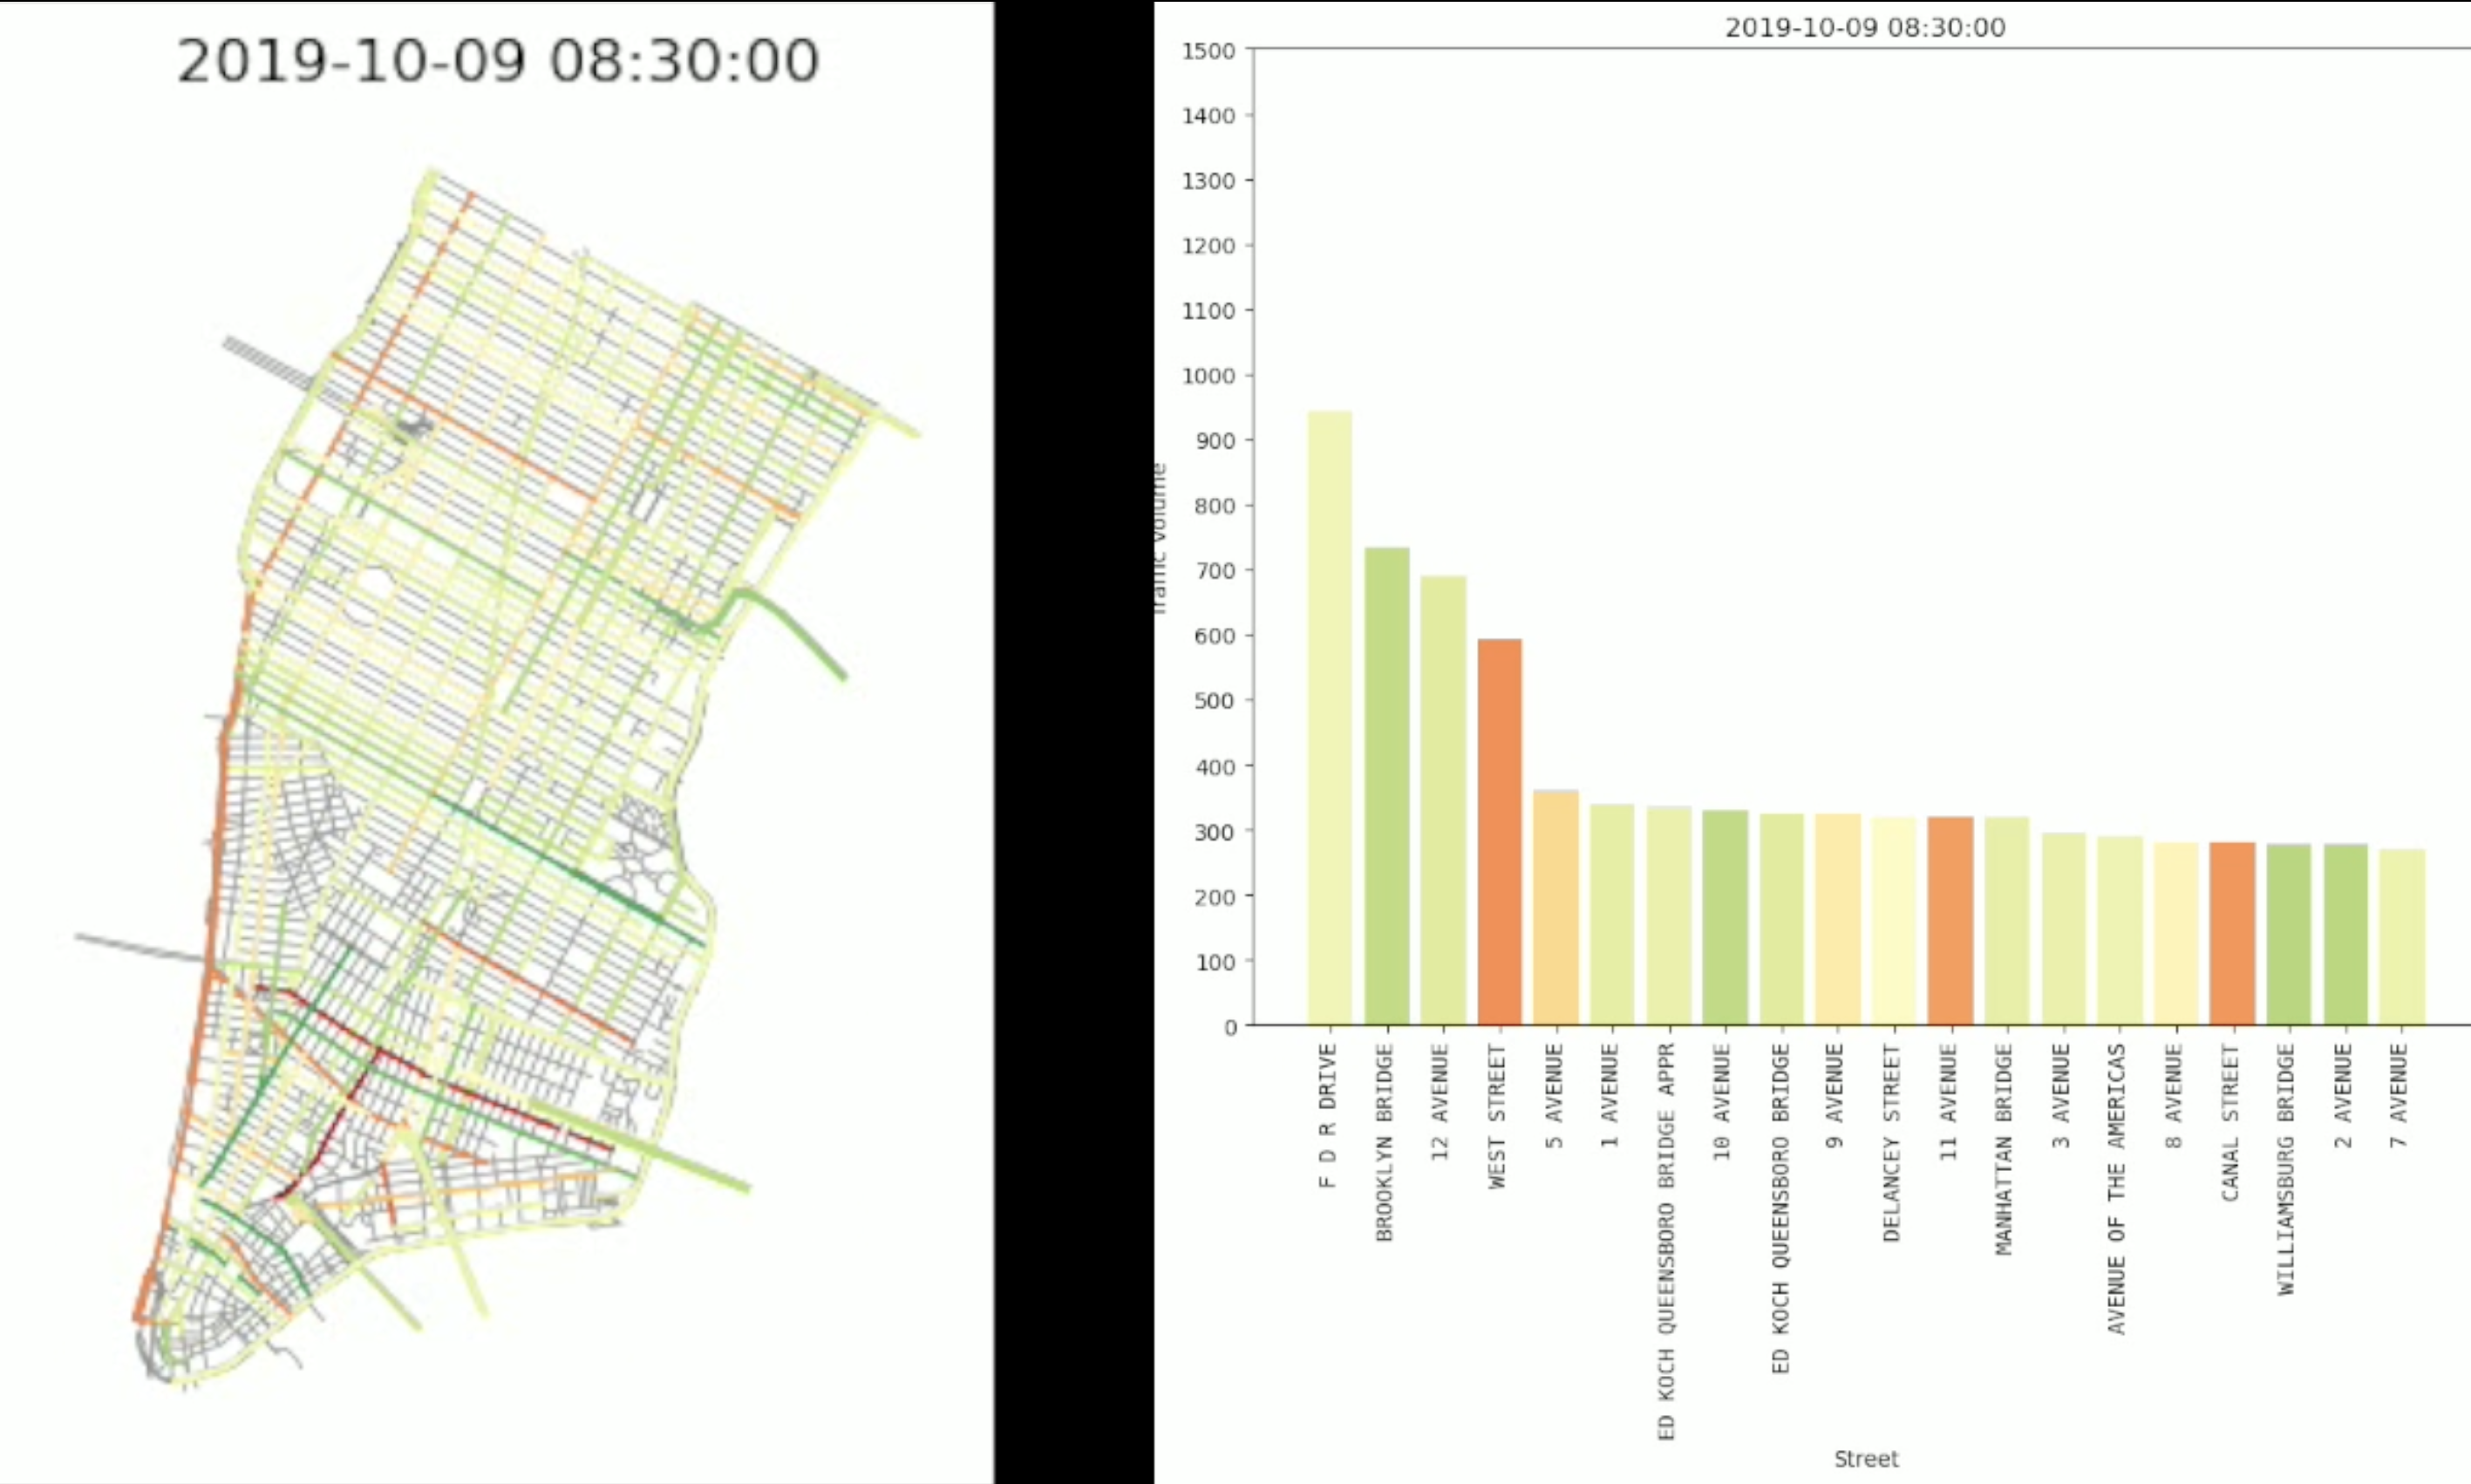 2019-10-09 08:30:00
2019-10-09 08:30:00
1500
1400
1300
1200
1100
1000
900
800
700
600
500
400
300
200
100
0
Traffic volume
F D R DRIVE
BROOKLYN BRIDGE
12 AVENUE
WEST STREET
5 AVENUE
1 AVENUE
ED KOCH QUEENSBORO BRIDGE APPR
10 AVENUE
ED KOCH QUEENSBORO BRIDGE
9 AVENUE
DELANCEY STREET
11 AVENUE
MANHATTAN BRIDGE
3 AVENUE
AVENUE OF THE AMERICAS
8 AVENUE
CANAL STREET
WILLIAMSBURG BRIDGE
2 AVENUE
7 AVENUE
Street